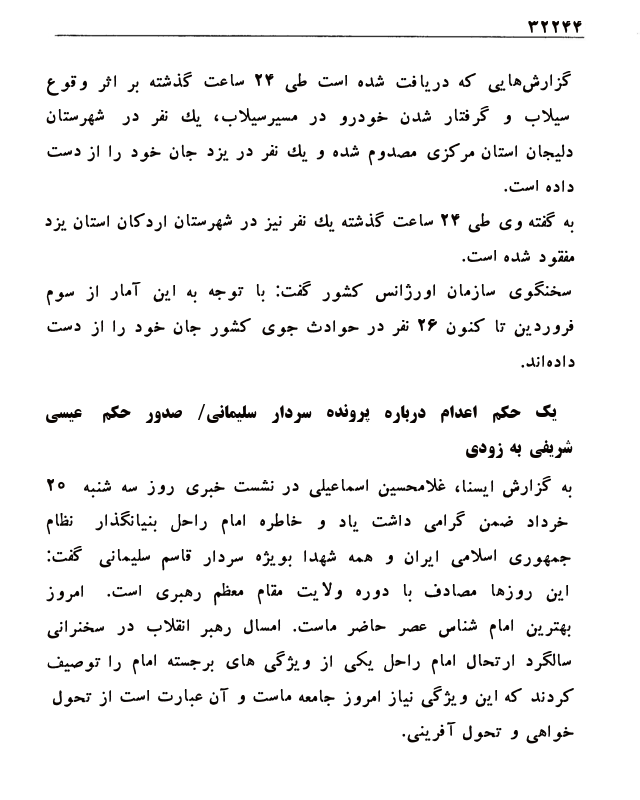 ۳۲۲۴۴
گزارش‌هایی که دریافت شده است طی ۲۴ ساعت گذشته بر اثر وقوع
سیلاب و گرفتار شدن خودرو در مسیرسیلاب، یك نفر در شهرستان
دلیجان استان مرکزی مصدوم شده و یك نفر در یزد جان خود را از دست
داده است.
به گفته وی طی ۲۴ ساعت گذشته یك نفر نیز در شهرستان اردکان استان یزد
مفقود شده است.
سخنگوی سازمان اورژانس کشور گفت: با توجه به این آمار از سوم
فروردین تا کنون ۲۶ نفر در حوادث جوی کشور جان خود را از دست
داده‌اند.
یک حکم اعدام درباره پرونده سردار سلیمانی/ صدور حکم عیسی
شریفی به زودی
به گزارش ایسنا، غلامحسین اسماعیلی در نشست خبری روز سه شنبه ۲۰
خرداد ضمن گرامی داشت یاد و خاطره امام راحل بنیانگذار نظام
جمهوری اسلامی ایران و همه شهدا بویژه سردار قاسم سلیمانی گفت:
این روزها مصادف با دوره ولایت مقام معظم رهبری است. امروز
بهترین امام شناس عصر حاضر ماست. امسال رهبر انقلاب در سخنرانی
سالگرد ارتحال امام راحل یکی از ویژگی های برجسته امام را توصیف
کردند که این ویژگی نیاز امروز جامعه ماست و آن عبارت است از تحول
خواهی و تحول آفرینی.